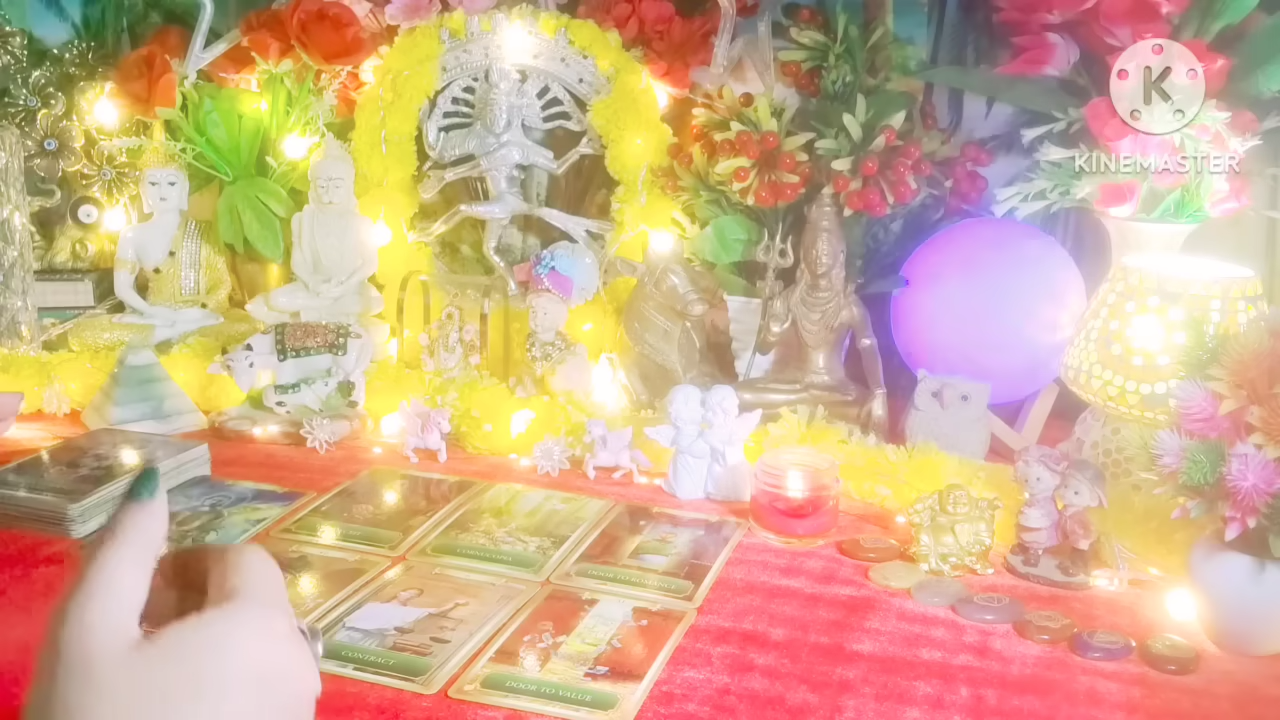 K
KINEMASTER
CORNUCOPIA
DOOR TO ROMANCE
CONTRACT
DOOR TO VALUE